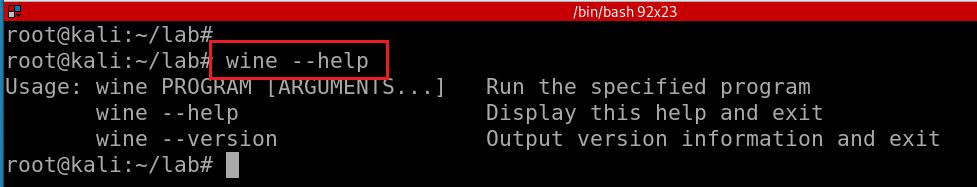 /bin/bash 92x23
root@kali:~/lab#
root@kali:~/lab# wine --help
Usage: wine PROGRAM [ARGUMENTS...]   Run the specified program
       wine --help                   Display this help and exit
       wine --version                Output version information and exit
root@kali:~/lab#